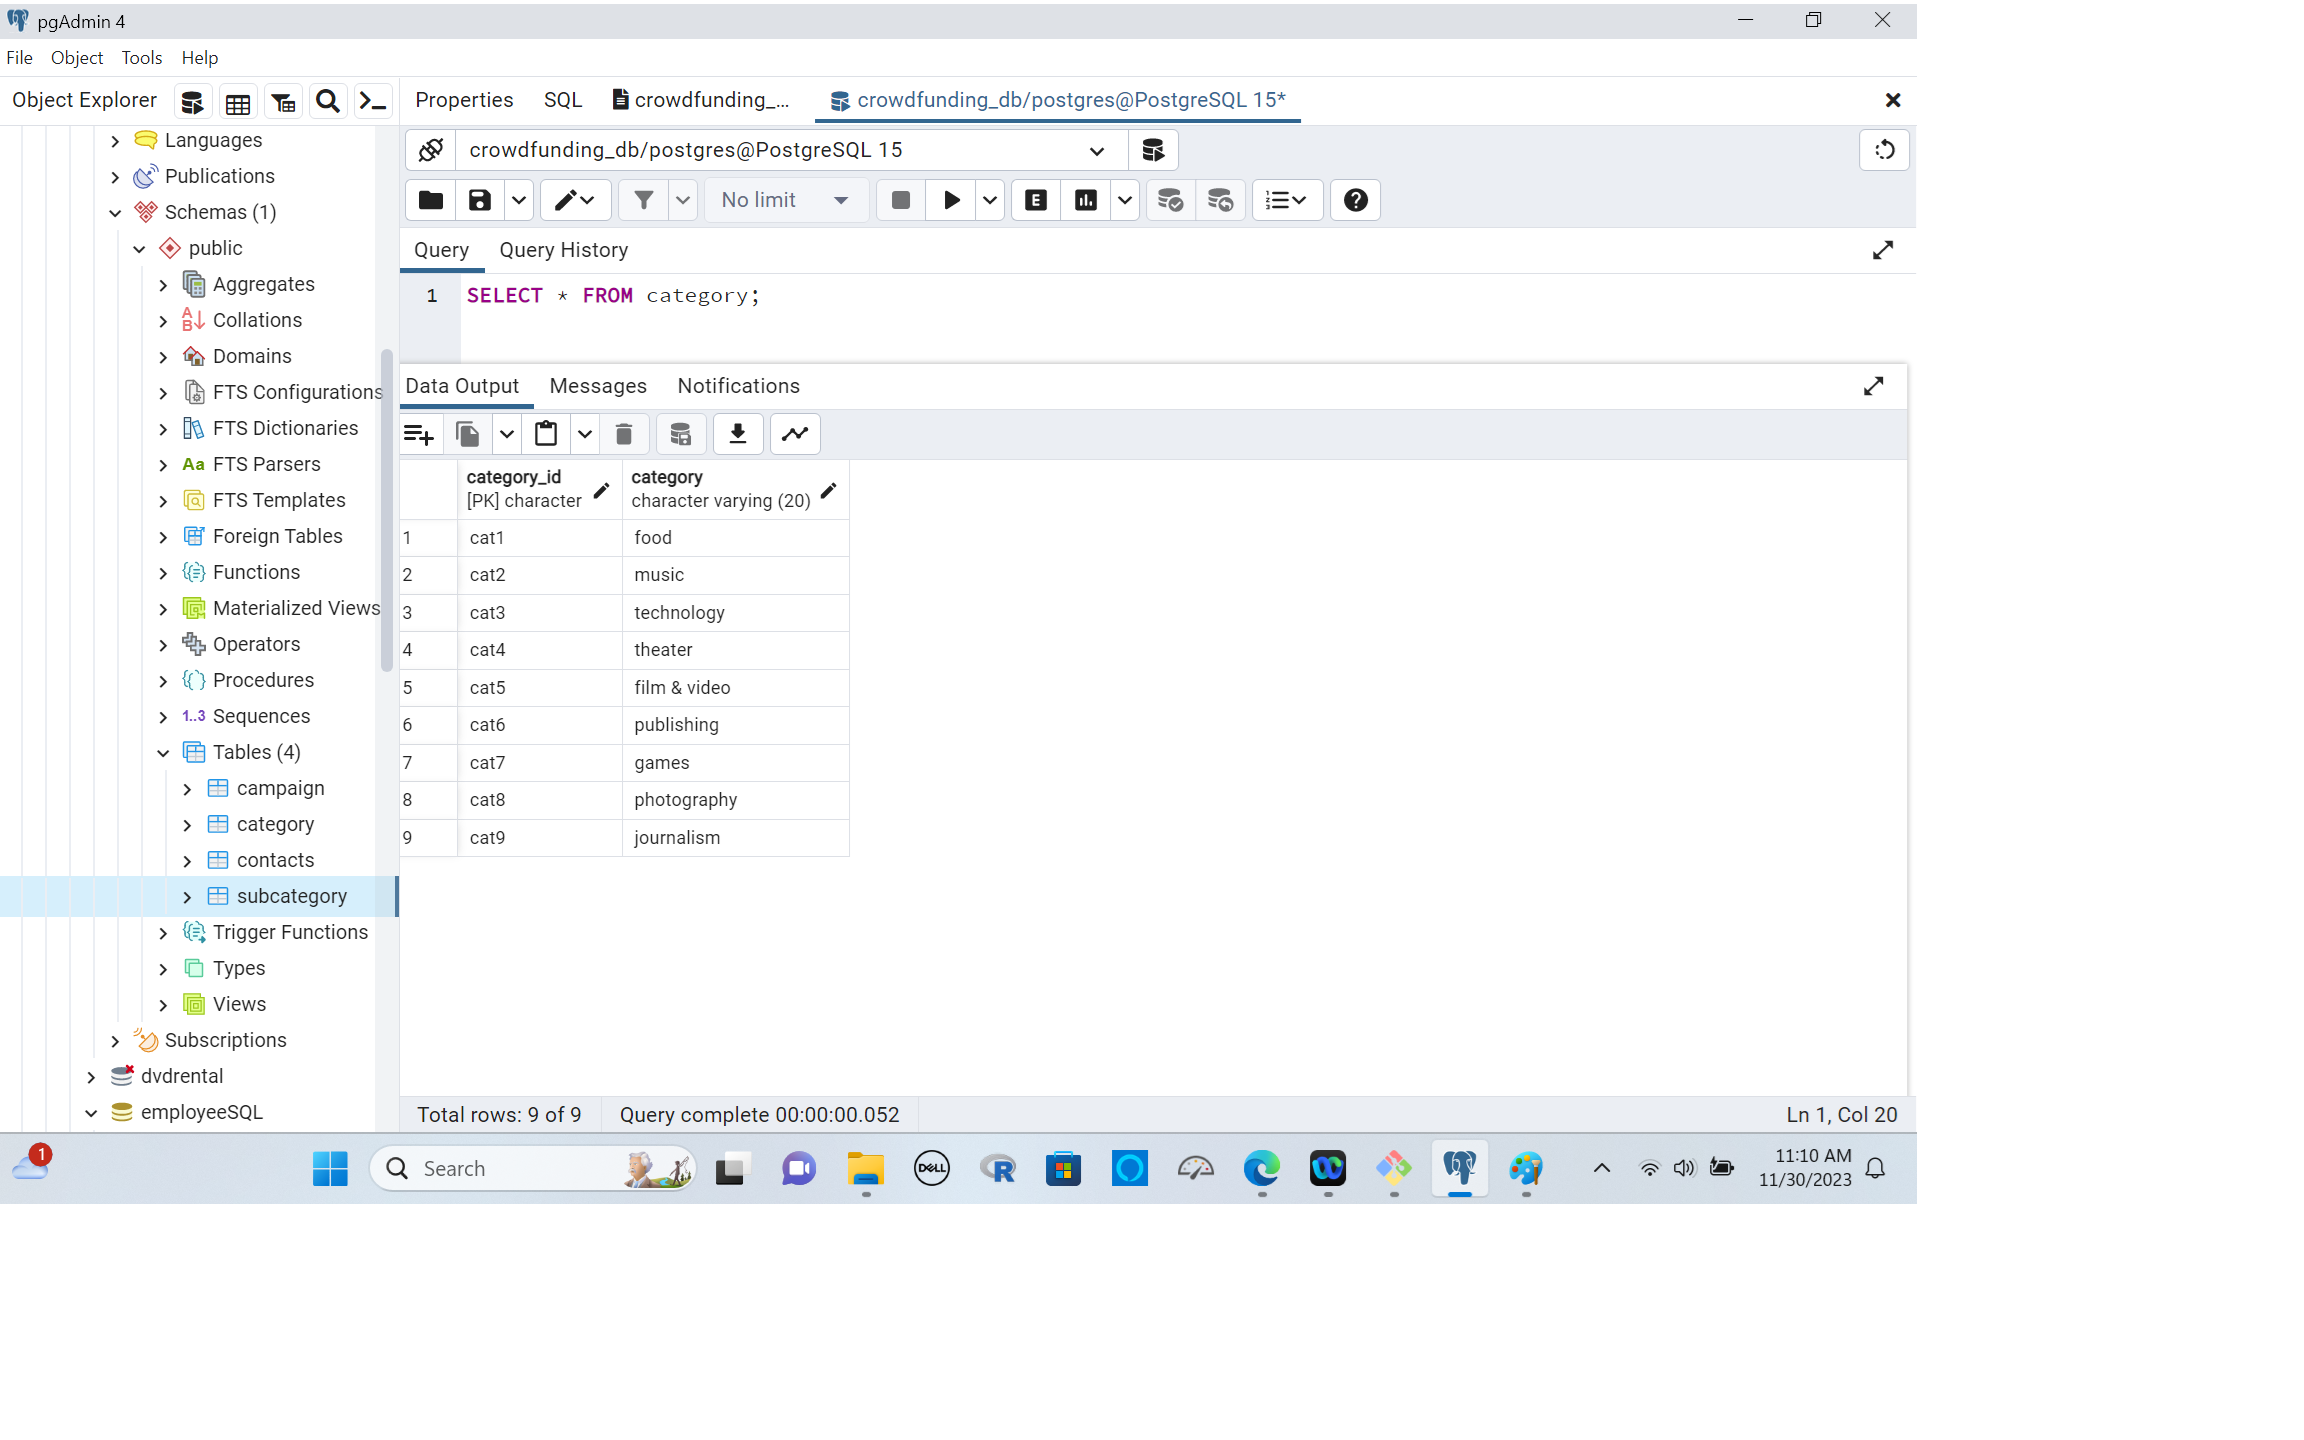 pgAdmin 4
File Object Tools Help
Object Explorer
Properties SQL crowdfunding_... crowdfunding_db/postgres@PostgreSQL 15*
Languages
Publications
Schemas (1)
public
Aggregates
Collations
Domains
FTS Configurations
FTS Dictionaries
Aa FTS Parsers
FTS Templates
Foreign Tables
Functions
Materialized Views
Operators
Procedures
1..3 Sequences
Tables (4)
campaign
category
contacts
subcategory
Trigger Functions
Types
Views
Subscriptions
dvdrental
employeeSQL
crowdfunding_db/postgres@PostgreSQL 15
No limit E
Query Query History
1 SELECT * FROM category;
Data Output Messages Notifications
category_id category
[PK] character character varying (20)
1 cat1 food
2 cat2 music
3 cat3 technology
4 cat4 theater
5 cat5 film & video
6 cat6 publishing
7 cat7 games
8 cat8 photography
9 cat9 journalism
Total rows: 9 of 9 Query complete 00:00:00.052 Ln 1, Col 20
1 Search DELL R 11:10 AM
11/30/2023